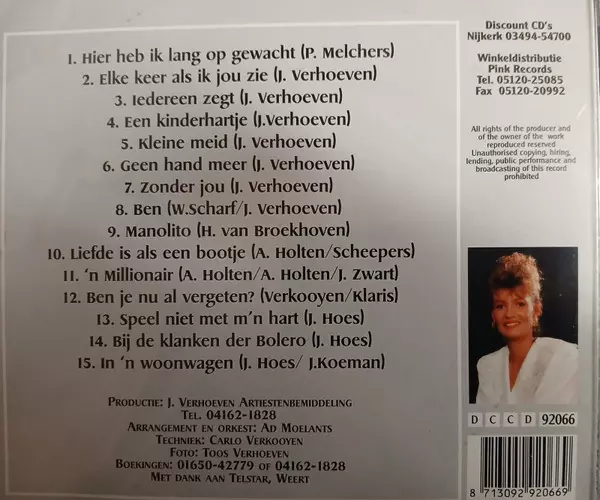 1. Hier heb ik lang op gewacht (P. Melchers)
2. Elke keer als ik jou zie (J. Verhoeven)
3. Iedereen zegt (J. Verhoeven)
4. Een kinderhartje (J.Verhoeven)
5. Kleine meid (J. Verhoeven)
6. Geen hand meer (J. Verhoeven)
7. Zonder jou (J. Verhoeven)
8. Ben (W.Scharf/J. Verhoeven)
9. Manolito (H. van Broekhoven)
10. Liefde is als een bootje (A. Holten/Scheepers)
11. 'n Millionair (A. Holten/A. Holten/J. Zwart)
12. Ben je nu al vergeten? (Verkooyen/Klaris)
13. Speel niet met m'n hart (J. Hoes)
14. Bij de klanken der Bolero (J. Hoes)
15. In 'n woonwagen (J. Hoes/ J.Koeman)
Productie: J. Verhoeven Artiestenbemiddeling
Tel. 04162-1828
Arrangement en orkest: Ad Moelants
Techniek: Carlo Verkooyen
Foto: Toos Verhoeven
Boekingen: 01650-42779 of 04162-1828
Met dank aan Telstar, Weert
Discount CD's
Nijkerk 03494-54700
Winkeldistributie
Pink Records
Tel. 05120-25085
Fax 05120-20992
All rights of the producer and
of the owner of the work
reproduced reserved
Unauthorised copying, hiring,
lending, public performance and
broadcasting of this record
prohibited
D C C D 92066
8 713092 920669